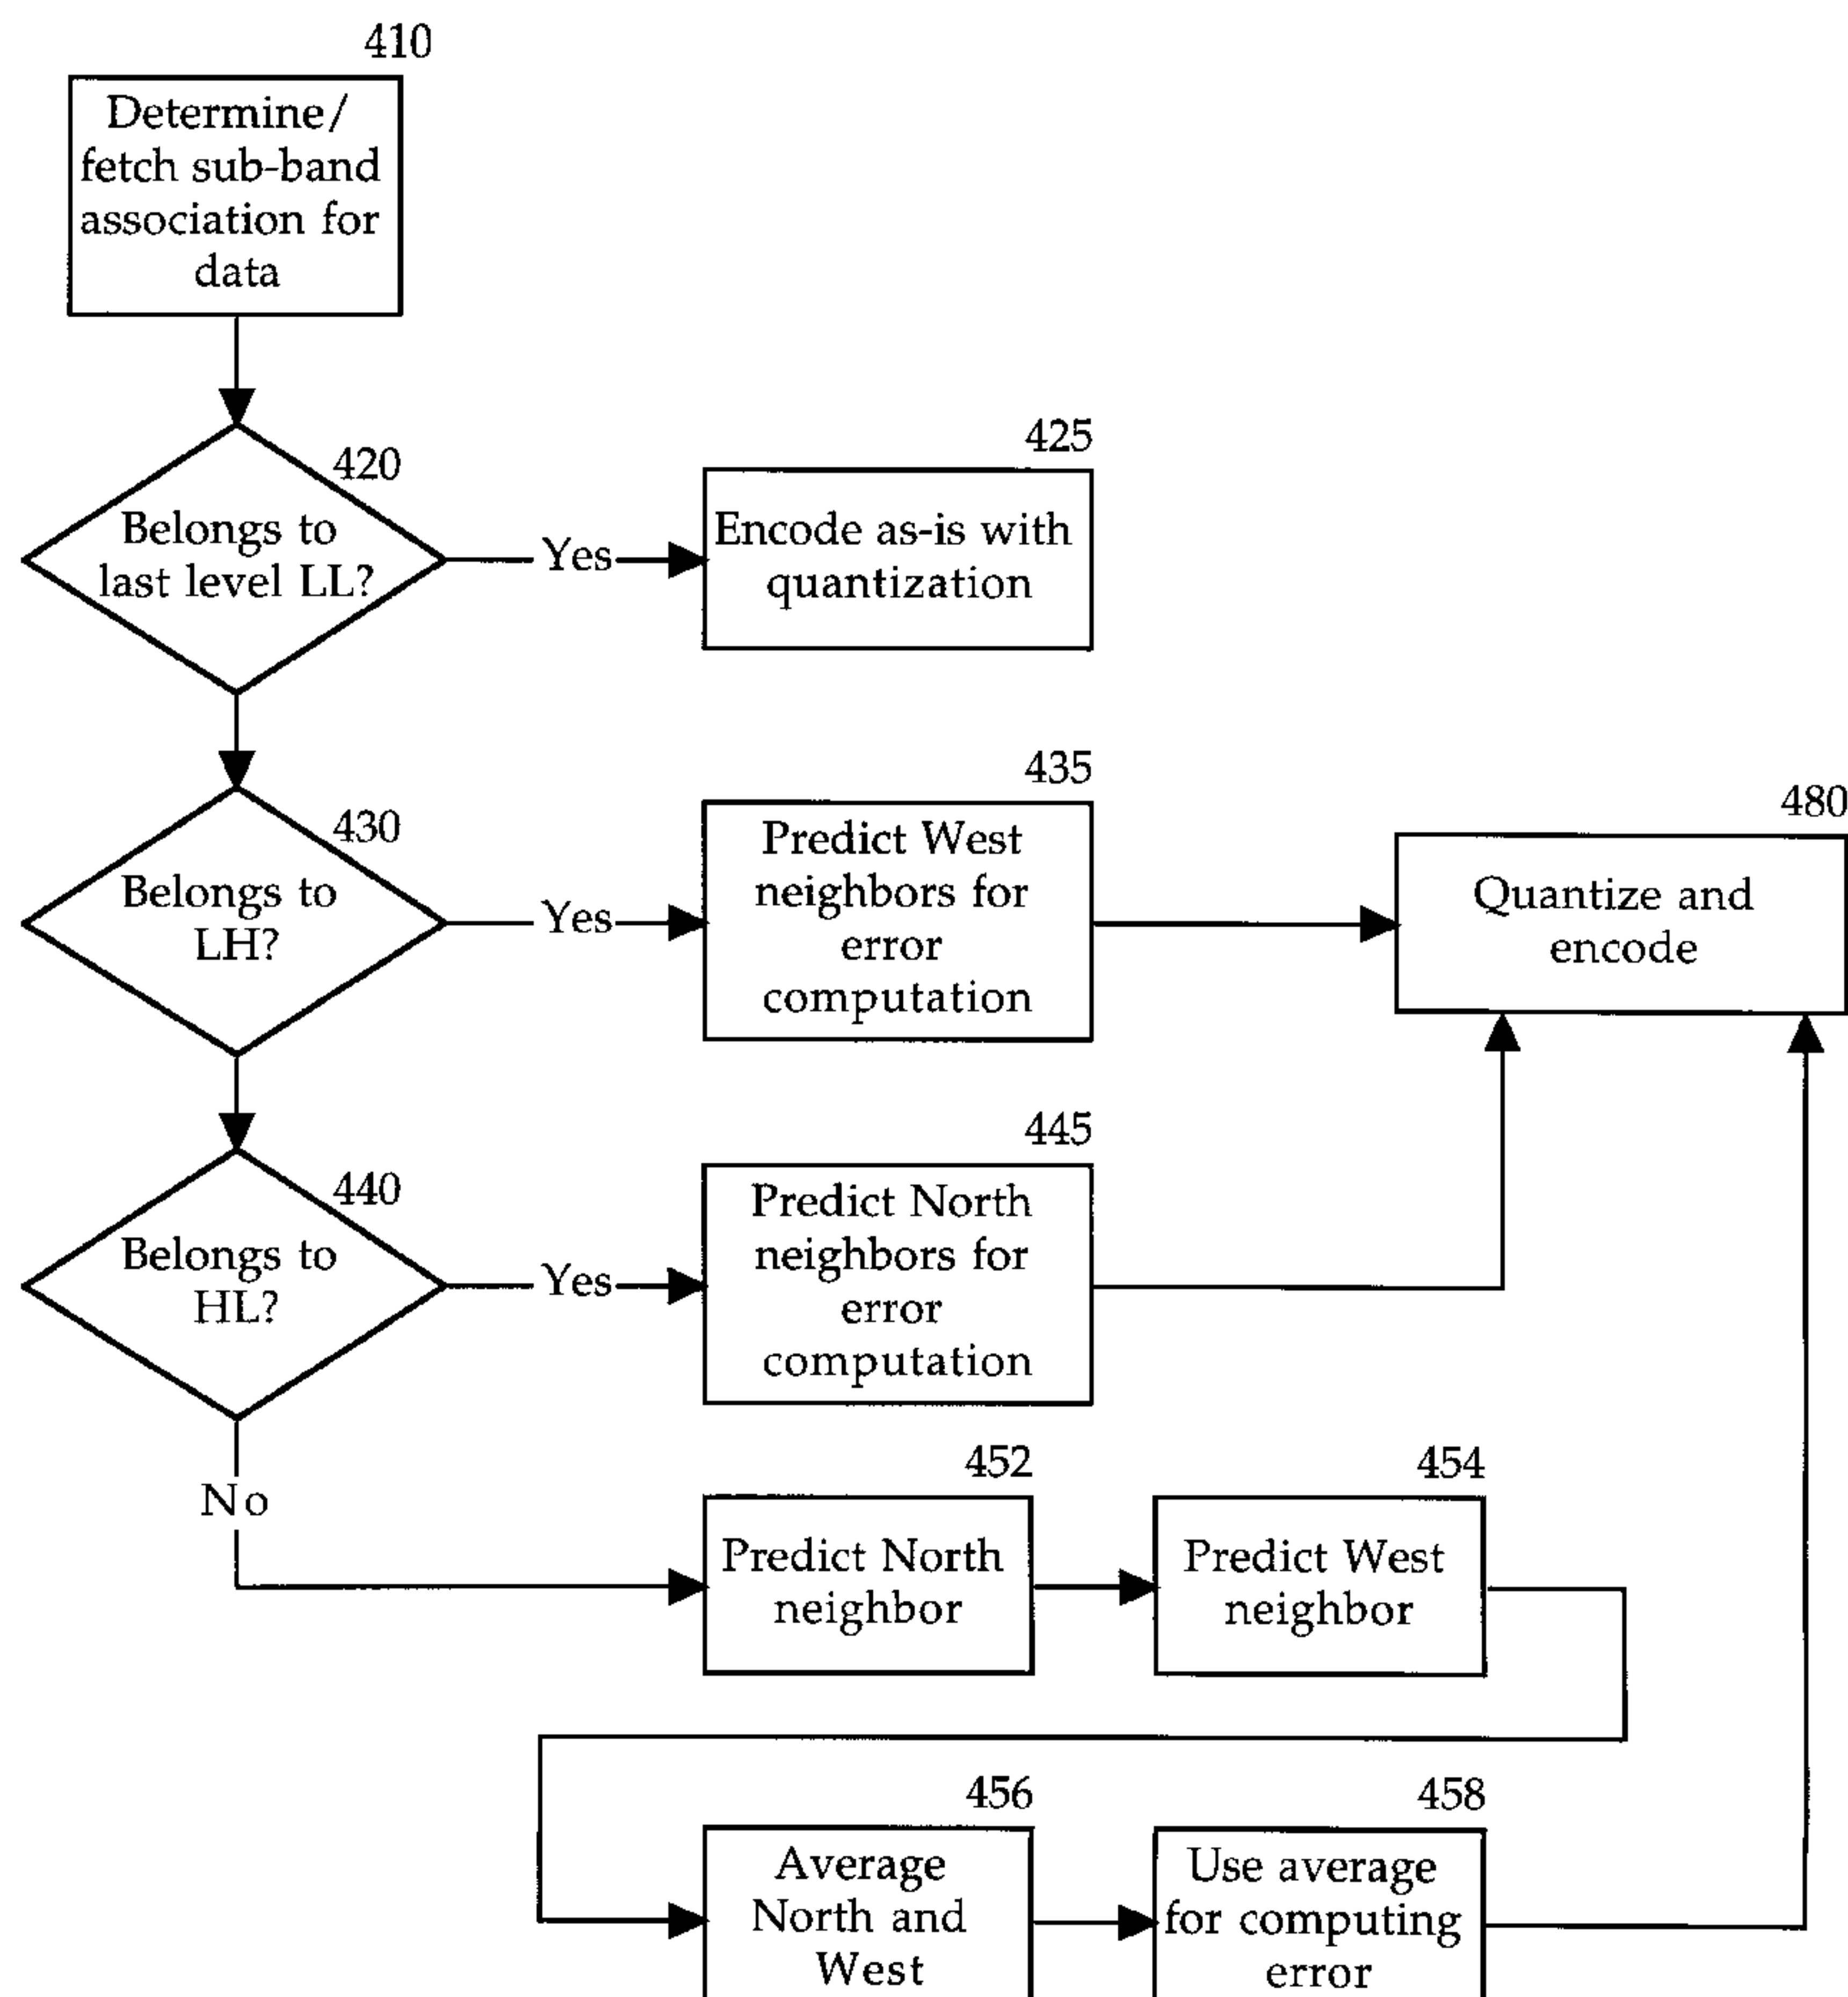 410
Determine/
fetch sub-band
association for
data
420
Belongs to
last level LL?
Yes
425
Encode as-is with
quantization
430
Belongs to
LH?
Yes
435
Predict West
neighbors for
error
computation
480
Quantize and
encode
440
Belongs to
HL?
Yes
445
Predict North
neighbors for
error
computation
No
452
Predict North
neighbor
454
Predict West
neighbor
456
Average
North and
West
458
Use average
for computing
error